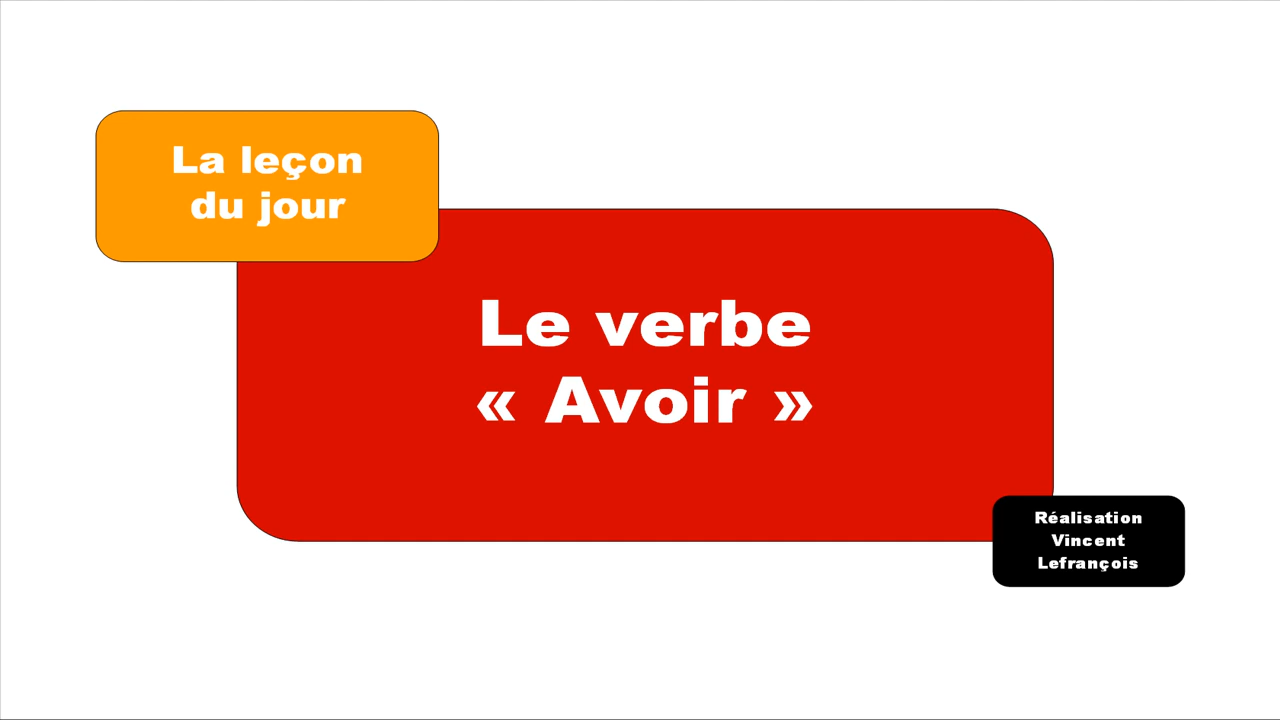 La leçon
du jour
Le verbe
« Avoir »
Réalisation
Vincent
Lefrançois